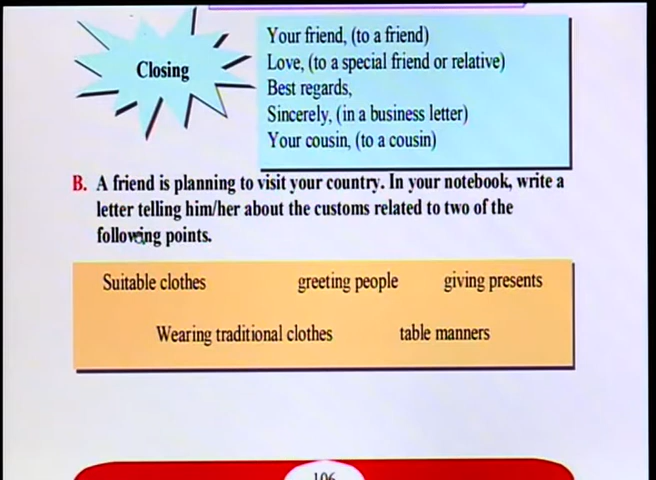 Closing
Your friend, (to a friend)
Love, (to a special friend or relative)
Best regards,
Sincerely, (in a business letter)
Your cousin, (to a cousin)
B. A friend is planning to visit your country. In your notebook, write a
letter telling him/her about the customs related to two of the
following points.
Suitable clothes greeting people giving presents
Wearing traditional clothes table manners
106